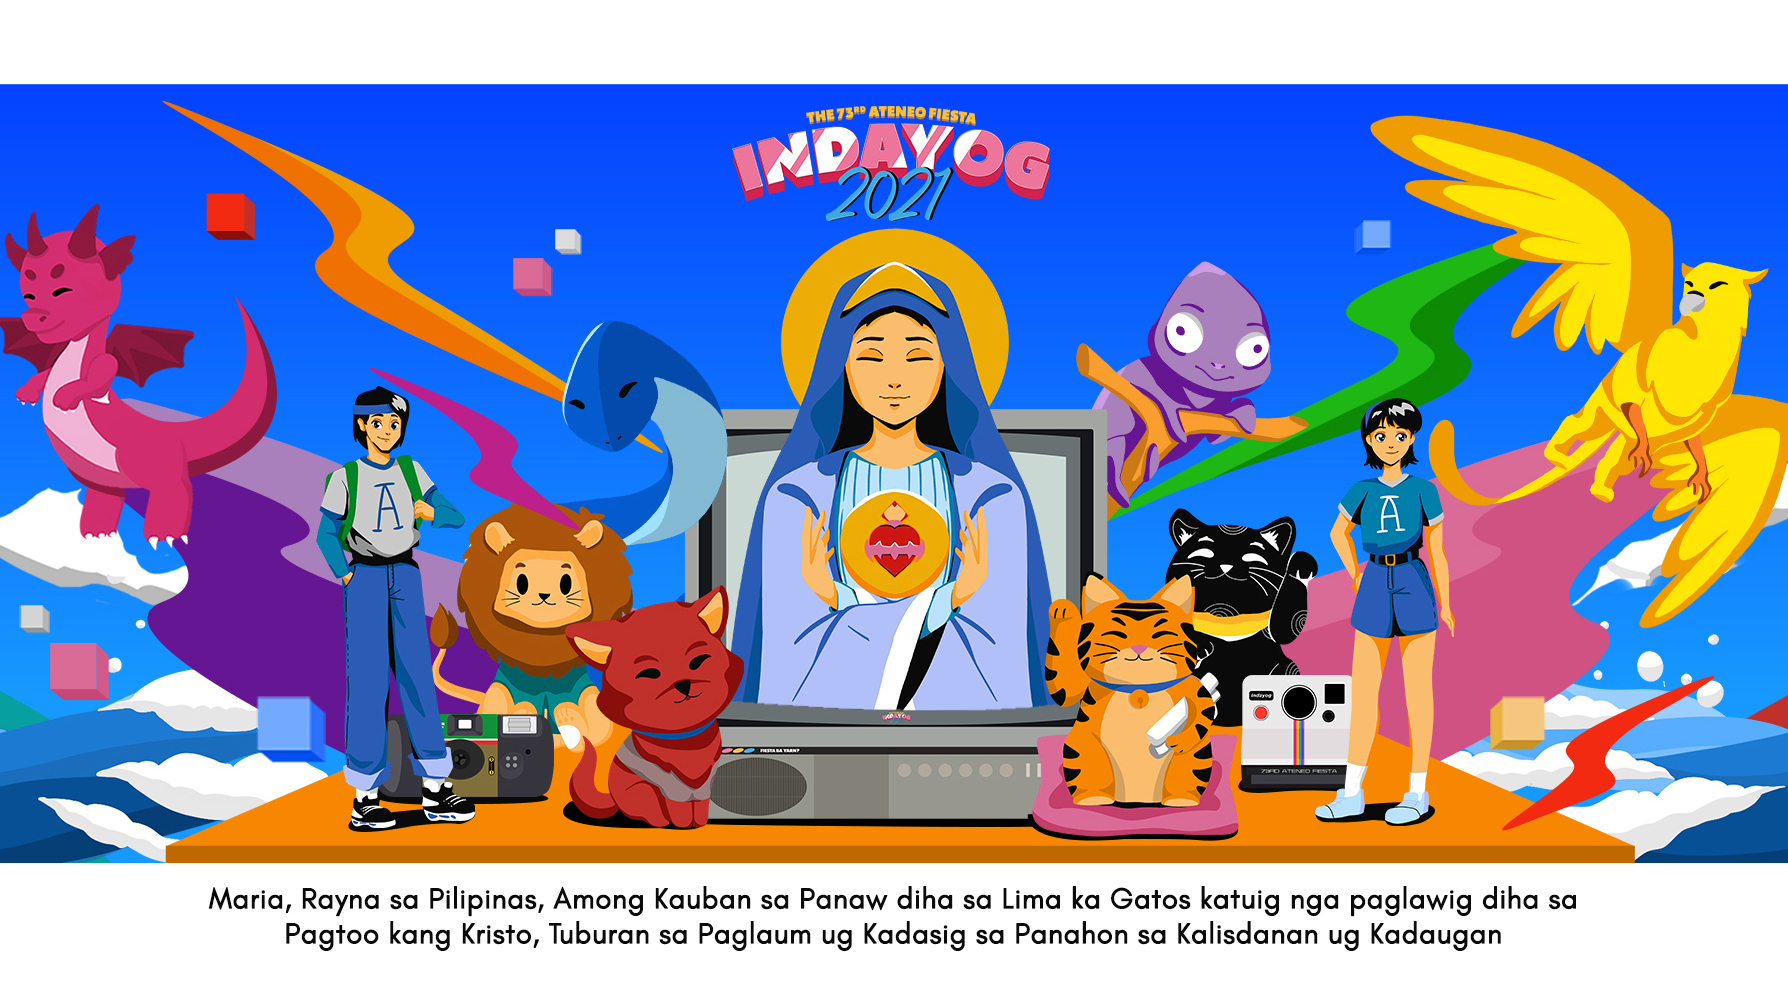 THE 73RD ATENEO FIESTA
INDAYOG
2021
A
A
INDAYOG
FIESTA SA YARN?
indayog
73RD ATENEO FIESTA
Maria, Rayna sa Pilipinas, Among Kauban sa Panaw diha sa Lima ka Gatos katuig nga paglawig diha sa
Pagtoo kang Kristo, Tuburan sa Paglaum ug Kadasig sa Panahon sa Kalisdanan ug Kadaugan